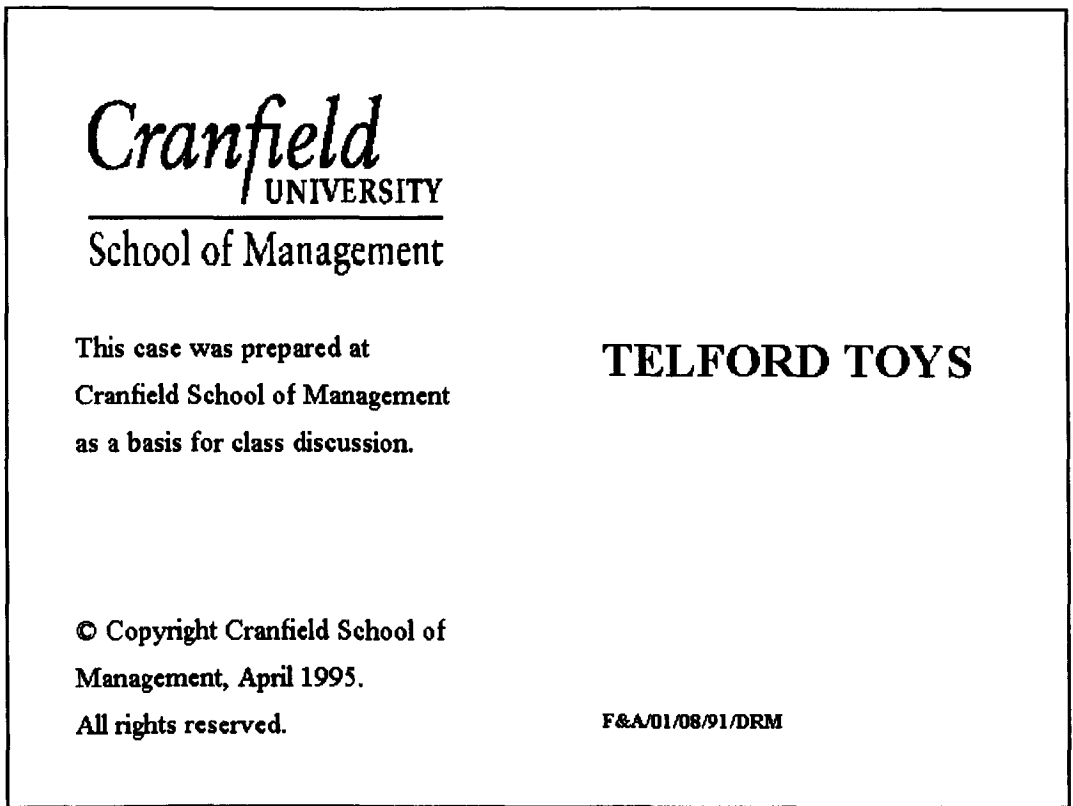 Cranfield
UNIVERSITY
School of Management
This case was prepared at
Cranfield School of Management
as a basis for class discussion.
TELFORD TOYS
© Copyright Cranfield School of
Management, April 1995.
All rights reserved.
F&A/01/08/91/DRM